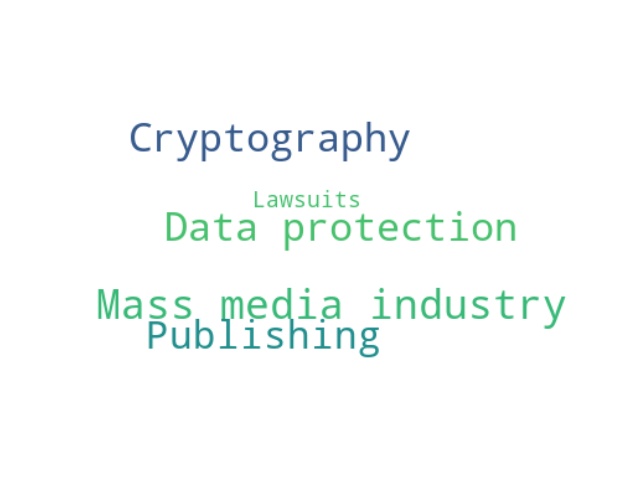 Cryptography
Lawsuits
Data protection
Mass media industry
Publishing